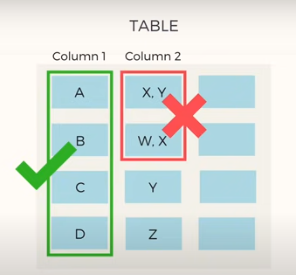 TABLE
Column 1 Column 2
A X, Y
B W, X
C Y
D Z